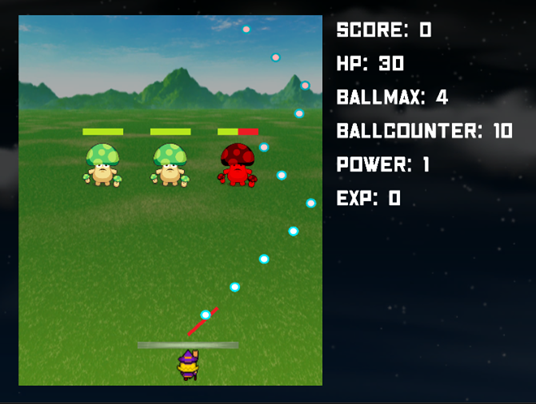 SCORE: 0
HP: 30
BALLMAX: 4
BALLCOUNTER: 10
POWER: 1
EXP: 0